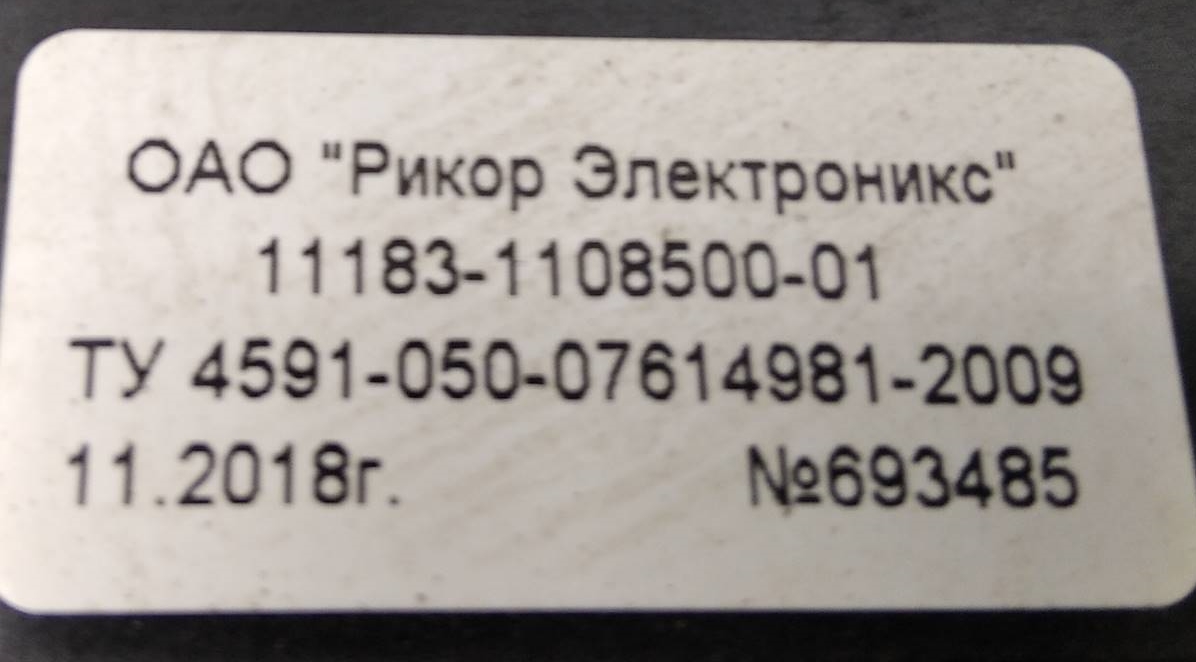 ОАО "Рикор Электроникс"
11183-1108500-01
ТУ 4591-050-07614981-2009
11.2018г. №693485